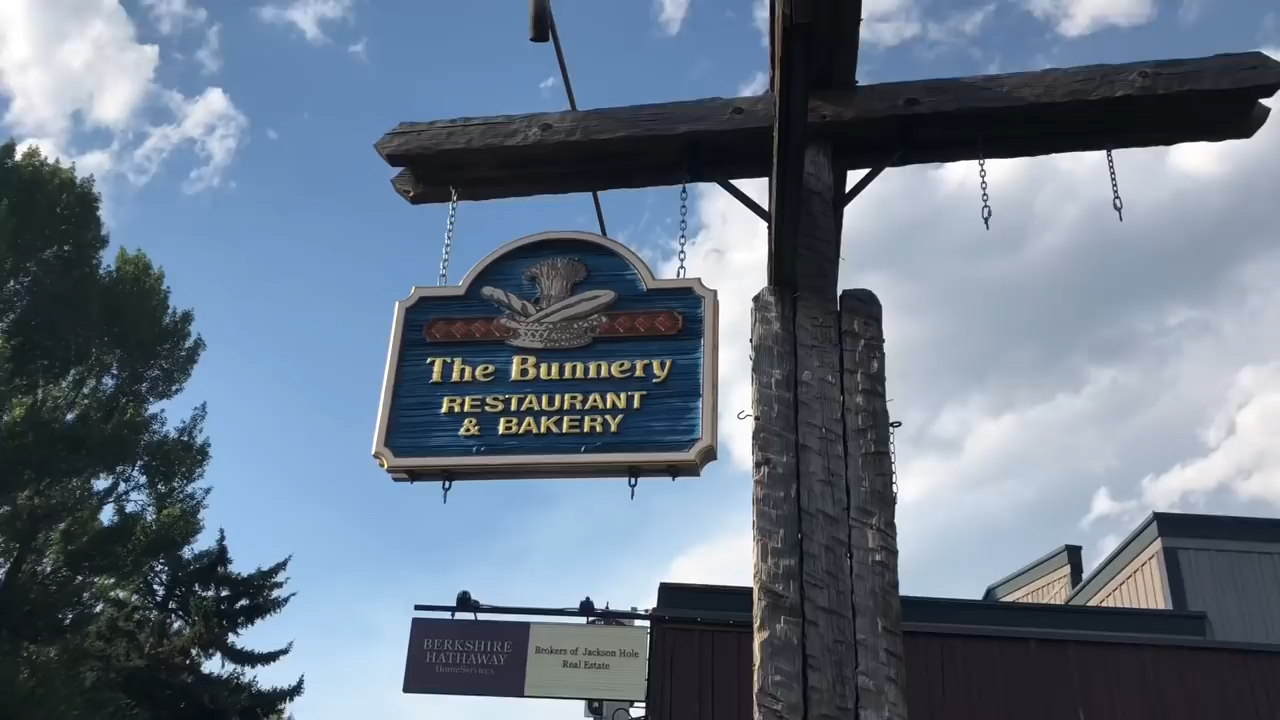 The Bunnery
RESTAURANT
& BAKERY
BERKSHIRE
HATHAWAY
HomeServices
Brokers of Jackson Hole
Real Estate